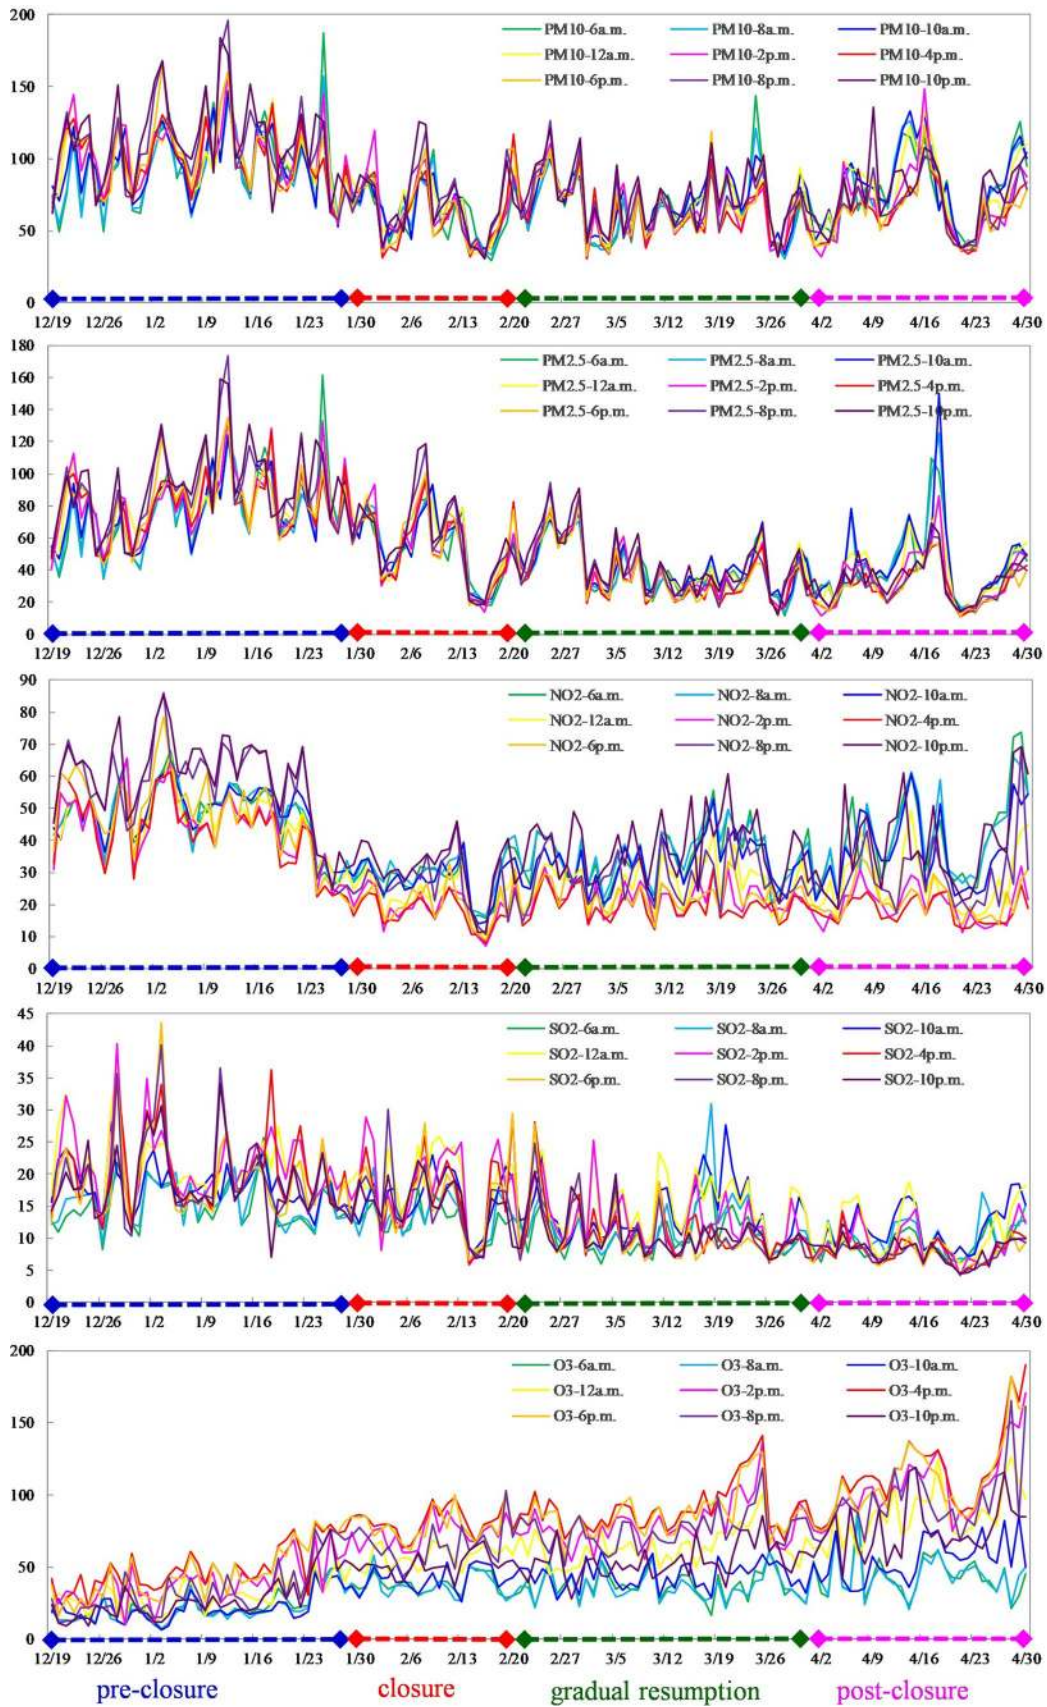 200
150
100
50
0
PM10-6a.m. PM10-8a.m. PM10-10a.m.
PM10-12a.m. PM10-2p.m. PM10-4p.m.
PM10-6p.m. PM10-8p.m. PM10-10p.m.
12/19 12/26 1/2 1/9 1/16 1/23 1/30 2/6 2/13 2/20 2/27 3/5 3/12 3/19 3/26 4/2 4/9 4/16 4/23 4/30
180
160
140
120
100
80
60
40
20
0
PM2.5-6a.m. PM2.5-8a.m. PM2.5-10a.m.
PM2.5-12a.m. PM2.5-2p.m. PM2.5-4p.m.
PM2.5-6p.m. PM2.5-8p.m. PM2.5-10p.m.
12/19 12/26 1/2 1/9 1/16 1/23 1/30 2/6 2/13 2/20 2/27 3/5 3/12 3/19 3/26 4/2 4/9 4/16 4/23 4/30
90
80
70
60
50
40
30
20
10
0
NO2-6a.m. NO2-8a.m. NO2-10a.m.
NO2-12a.m. NO2-2p.m. NO2-4p.m.
NO2-6p.m. NO2-8p.m. NO2-10p.m.
12/19 12/26 1/2 1/9 1/16 1/23 1/30 2/6 2/13 2/20 2/27 3/5 3/12 3/19 3/26 4/2 4/9 4/16 4/23 4/30
45
40
35
30
25
20
15
10
5
0
SO2-6a.m. SO2-8a.m. SO2-10a.m.
SO2-12a.m. SO2-2p.m. SO2-4p.m.
SO2-6p.m. SO2-8p.m. SO2-10p.m.
12/19 12/26 1/2 1/9 1/16 1/23 1/30 2/6 2/13 2/20 2/27 3/5 3/12 3/19 3/26 4/2 4/9 4/16 4/23 4/30
200
150
100
50
0
O3-6a.m. O3-8a.m. O3-10a.m.
O3-12a.m. O3-2p.m. O3-4p.m.
O3-6p.m. O3-8p.m. O3-10p.m.
12/19 12/26 1/2 1/9 1/16 1/23 1/30 2/6 2/13 2/20 2/27 3/5 3/12 3/19 3/26 4/2 4/9 4/16 4/23 4/30
pre-closure closure gradual resumption post-closure